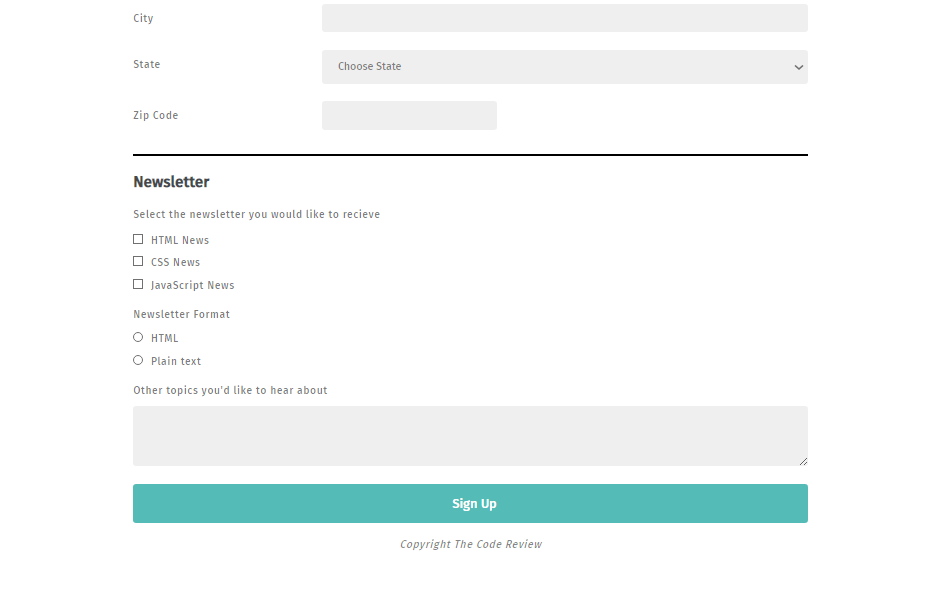 City
State
Choose State
Zip Code
Newsletter
Select the newsletter you would like to recieve
HTML News
CSS News
JavaScript News
Newsletter Format
HTML
Plain text
Other topics you'd like to hear about
Sign Up
Copyright The Code Review